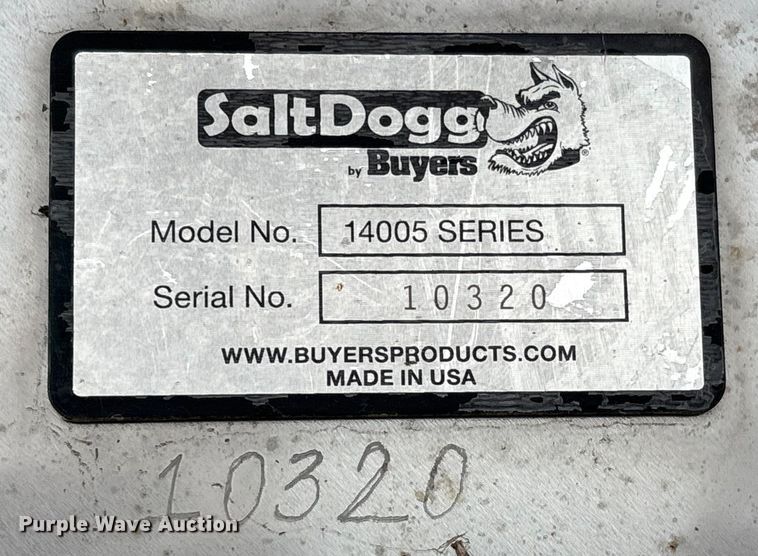 SaltDogg
by Buyers
®
Model No. 14005 SERIES
Serial No. 10320
WWW.BUYERSPRODUCTS.COM
MADE IN USA
10320
Purple Wave Auction